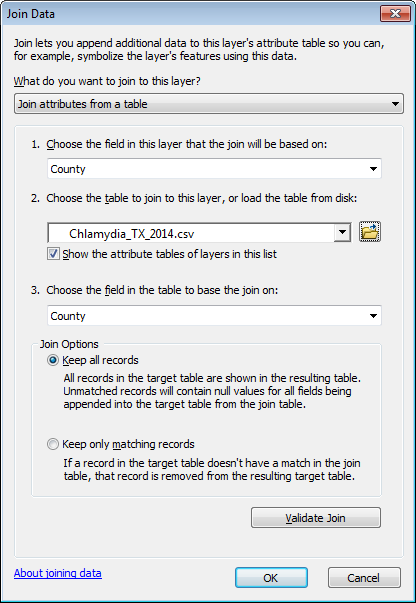 Join Data
Join lets you append additional data to this layer's attribute table so you can,
for example, symbolize the layer's features using this data.
What do you want to join to this layer?
Join attributes from a table
1. Choose the field in this layer that the join will be based on:
County
2. Choose the table to join to this layer, or load the table from disk:
Chlamydia_TX_2014.csv
Show the attribute tables of layers in this list
3. Choose the field in the table to base the join on:
County
Join Options
Keep all records
All records in the target table are shown in the resulting table.
Unmatched records will contain null values for all fields being
appended into the target table from the join table.
Keep only matching records
If a record in the target table doesn't have a match in the join
table, that record is removed from the resulting target table.
Validate Join
About joining data
OK
Cancel